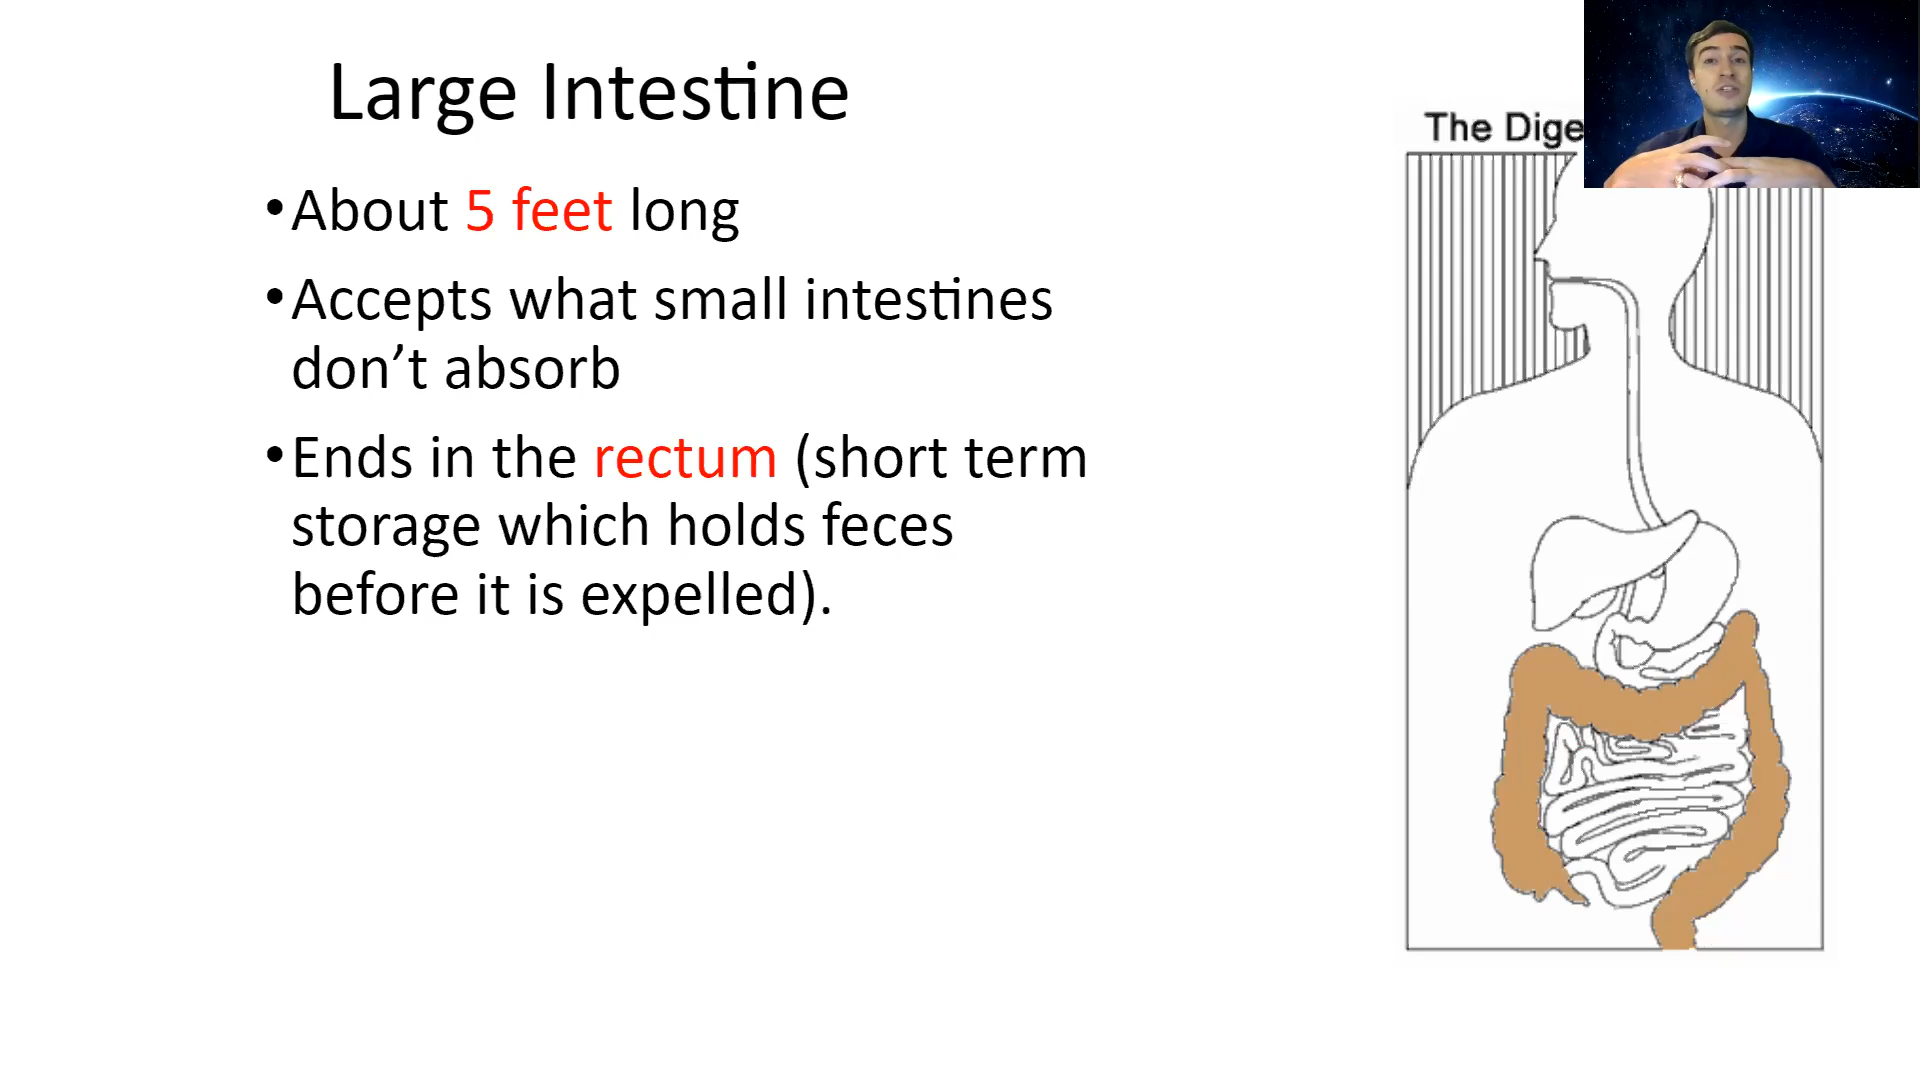 Large Intestine
•About 5 feet long
•Accepts what small intestines
don’t absorb
•Ends in the rectum (short term
storage which holds feces
before it is expelled).
The Dige